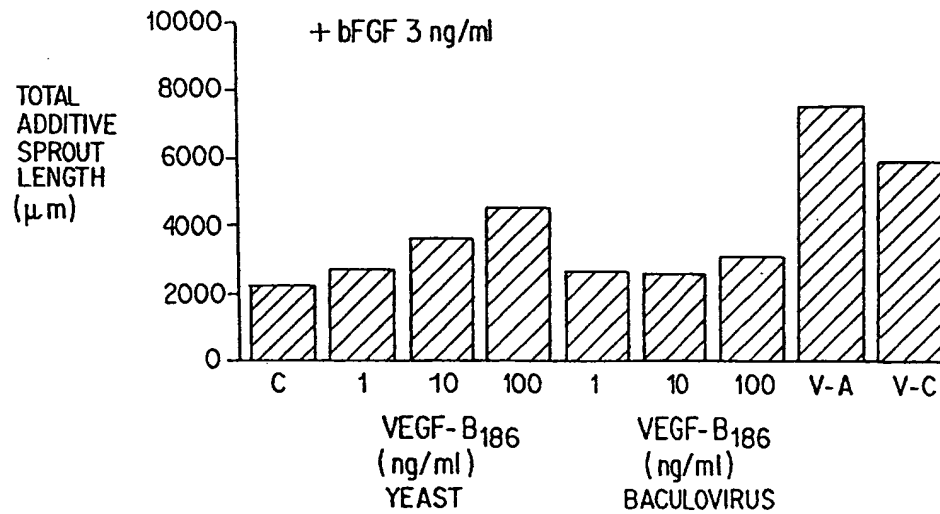 + bFGF 3 ng/ml
TOTAL
ADDITIVE
SPROUT
LENGTH
(μm)
10000
8000
6000
4000
2000
0
C 1 10 100 1 10 100 V-A V-C
VEGF-B186
(ng/ml)
YEAST
VEGF-B186
(ng/ml)
BACULOVIRUS